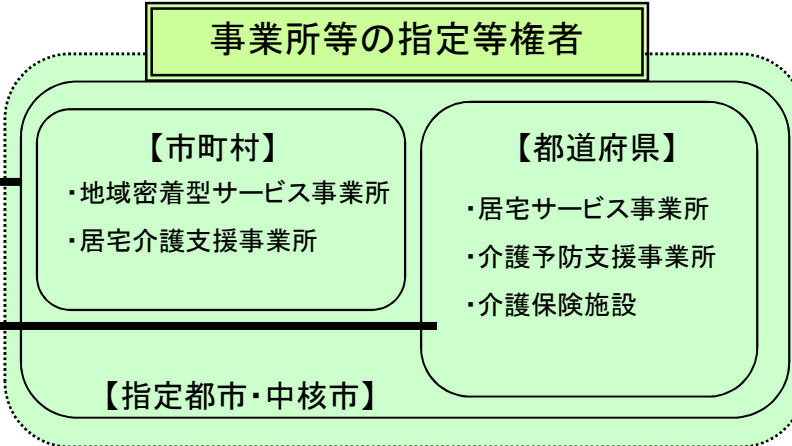 事業所等の指定等権者
【市町村】
・地域密着型サービス事業所
・居宅介護支援事業所
【都道府県】
・居宅サービス事業所
・介護予防支援事業所
・介護保険施設
【指定都市・中核市】